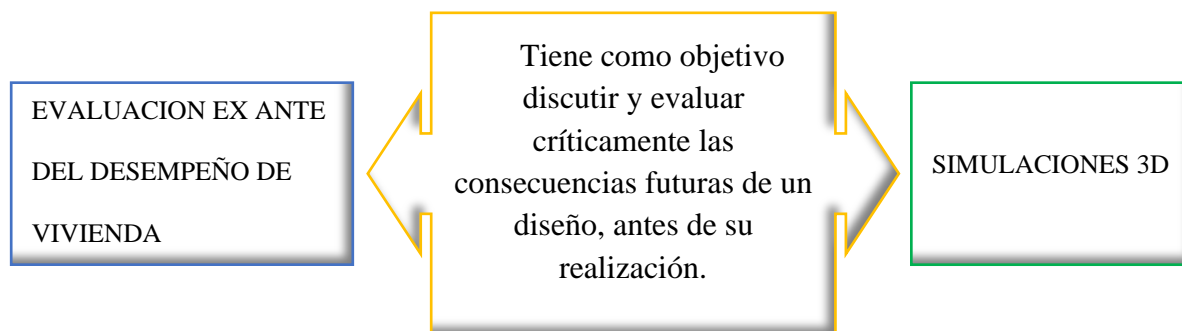 EVALUACION EX ANTE
DEL DESEMPEÑO DE
VIVIENDA
Tiene como objetivo
discutir y evaluar
críticamente las
consecuencias futuras de un
diseño, antes de su
realización.
SIMULACIONES 3D